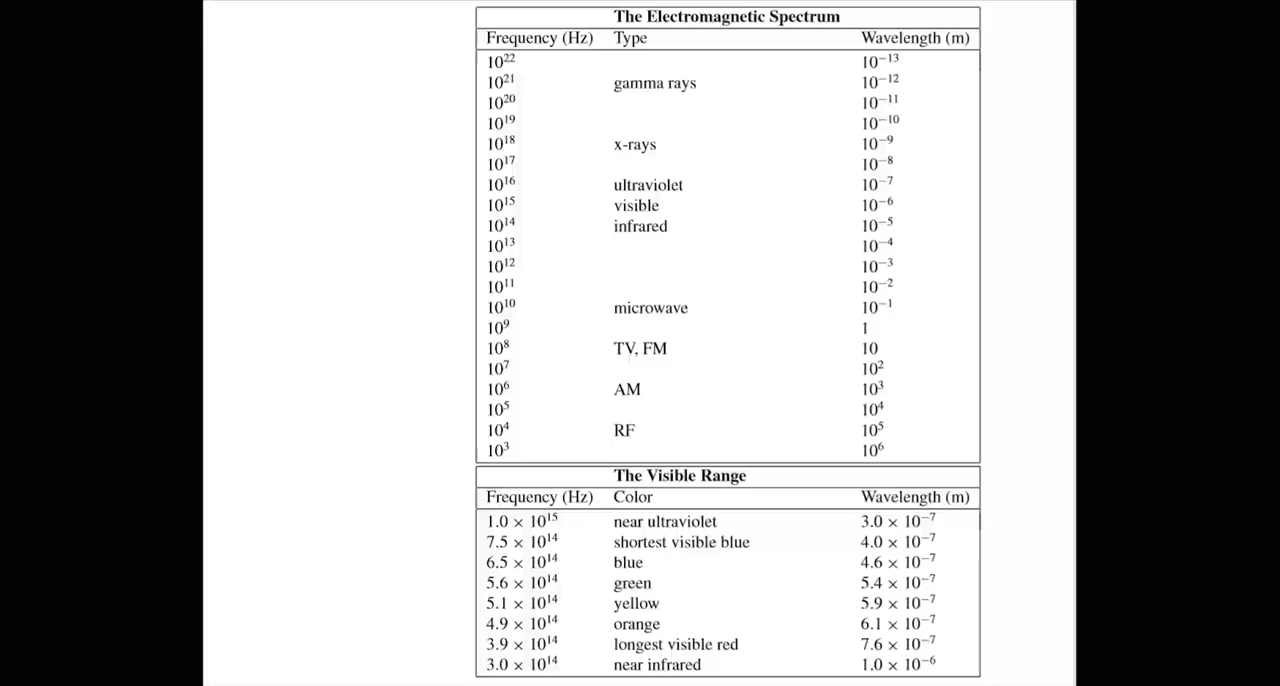 The Electromagnetic Spectrum
Frequency (Hz) Type Wavelength (m)
10²² 10⁻¹³
10²¹ gamma rays 10⁻¹²
10²⁰ 10⁻¹¹
10¹⁹ 10⁻¹⁰
10¹⁸ x-rays 10⁻⁹
10¹⁷ 10⁻⁸
10¹⁶ ultraviolet 10⁻⁷
10¹⁵ visible 10⁻⁶
10¹⁴ infrared 10⁻⁵
10¹³ 10⁻⁴
10¹² 10⁻³
10¹¹ 10⁻²
10¹⁰ microwave 10⁻¹
10⁹ 1
10⁸ TV, FM 10
10⁷ 10²
10⁶ AM 10³
10⁵ 10⁴
10⁴ RF 10⁵
10³ 10⁶
The Visible Range
Frequency (Hz) Color Wavelength (m)
1.0 × 10¹⁵ near ultraviolet 3.0 × 10⁻⁷
7.5 × 10¹⁴ shortest visible blue 4.0 × 10⁻⁷
6.5 × 10¹⁴ blue 4.6 × 10⁻⁷
5.6 × 10¹⁴ green 5.4 × 10⁻⁷
5.1 × 10¹⁴ yellow 5.9 × 10⁻⁷
4.9 × 10¹⁴ orange 6.1 × 10⁻⁷
3.9 × 10¹⁴ longest visible red 7.6 × 10⁻⁷
3.0 × 10¹⁴ near infrared 1.0 × 10⁻⁶